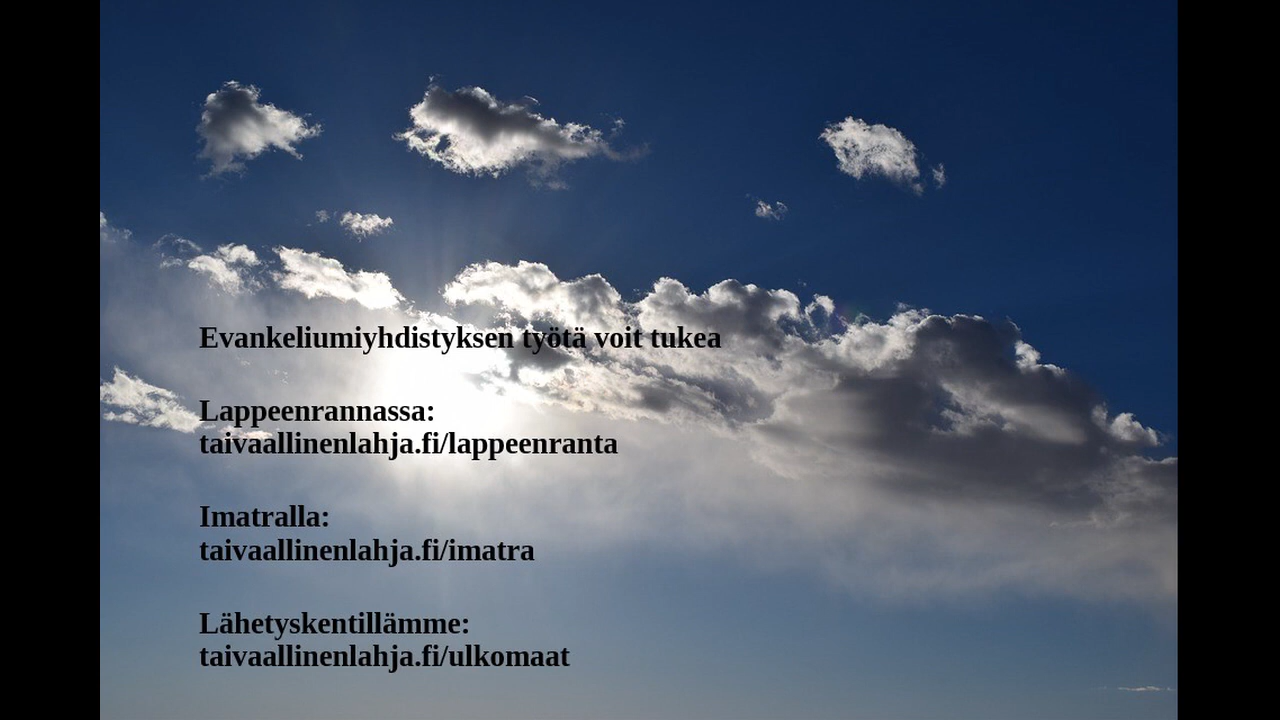 Evankeliumiyhdistyksen työtä voit tukea
Lappeenrannassa:
taivaallinenlahja.fi/lappeenranta
Imatralla:
taivaallinenlahja.fi/imatra
Lähetyskentillämme:
taivaallinenlahja.fi/ulkomaat